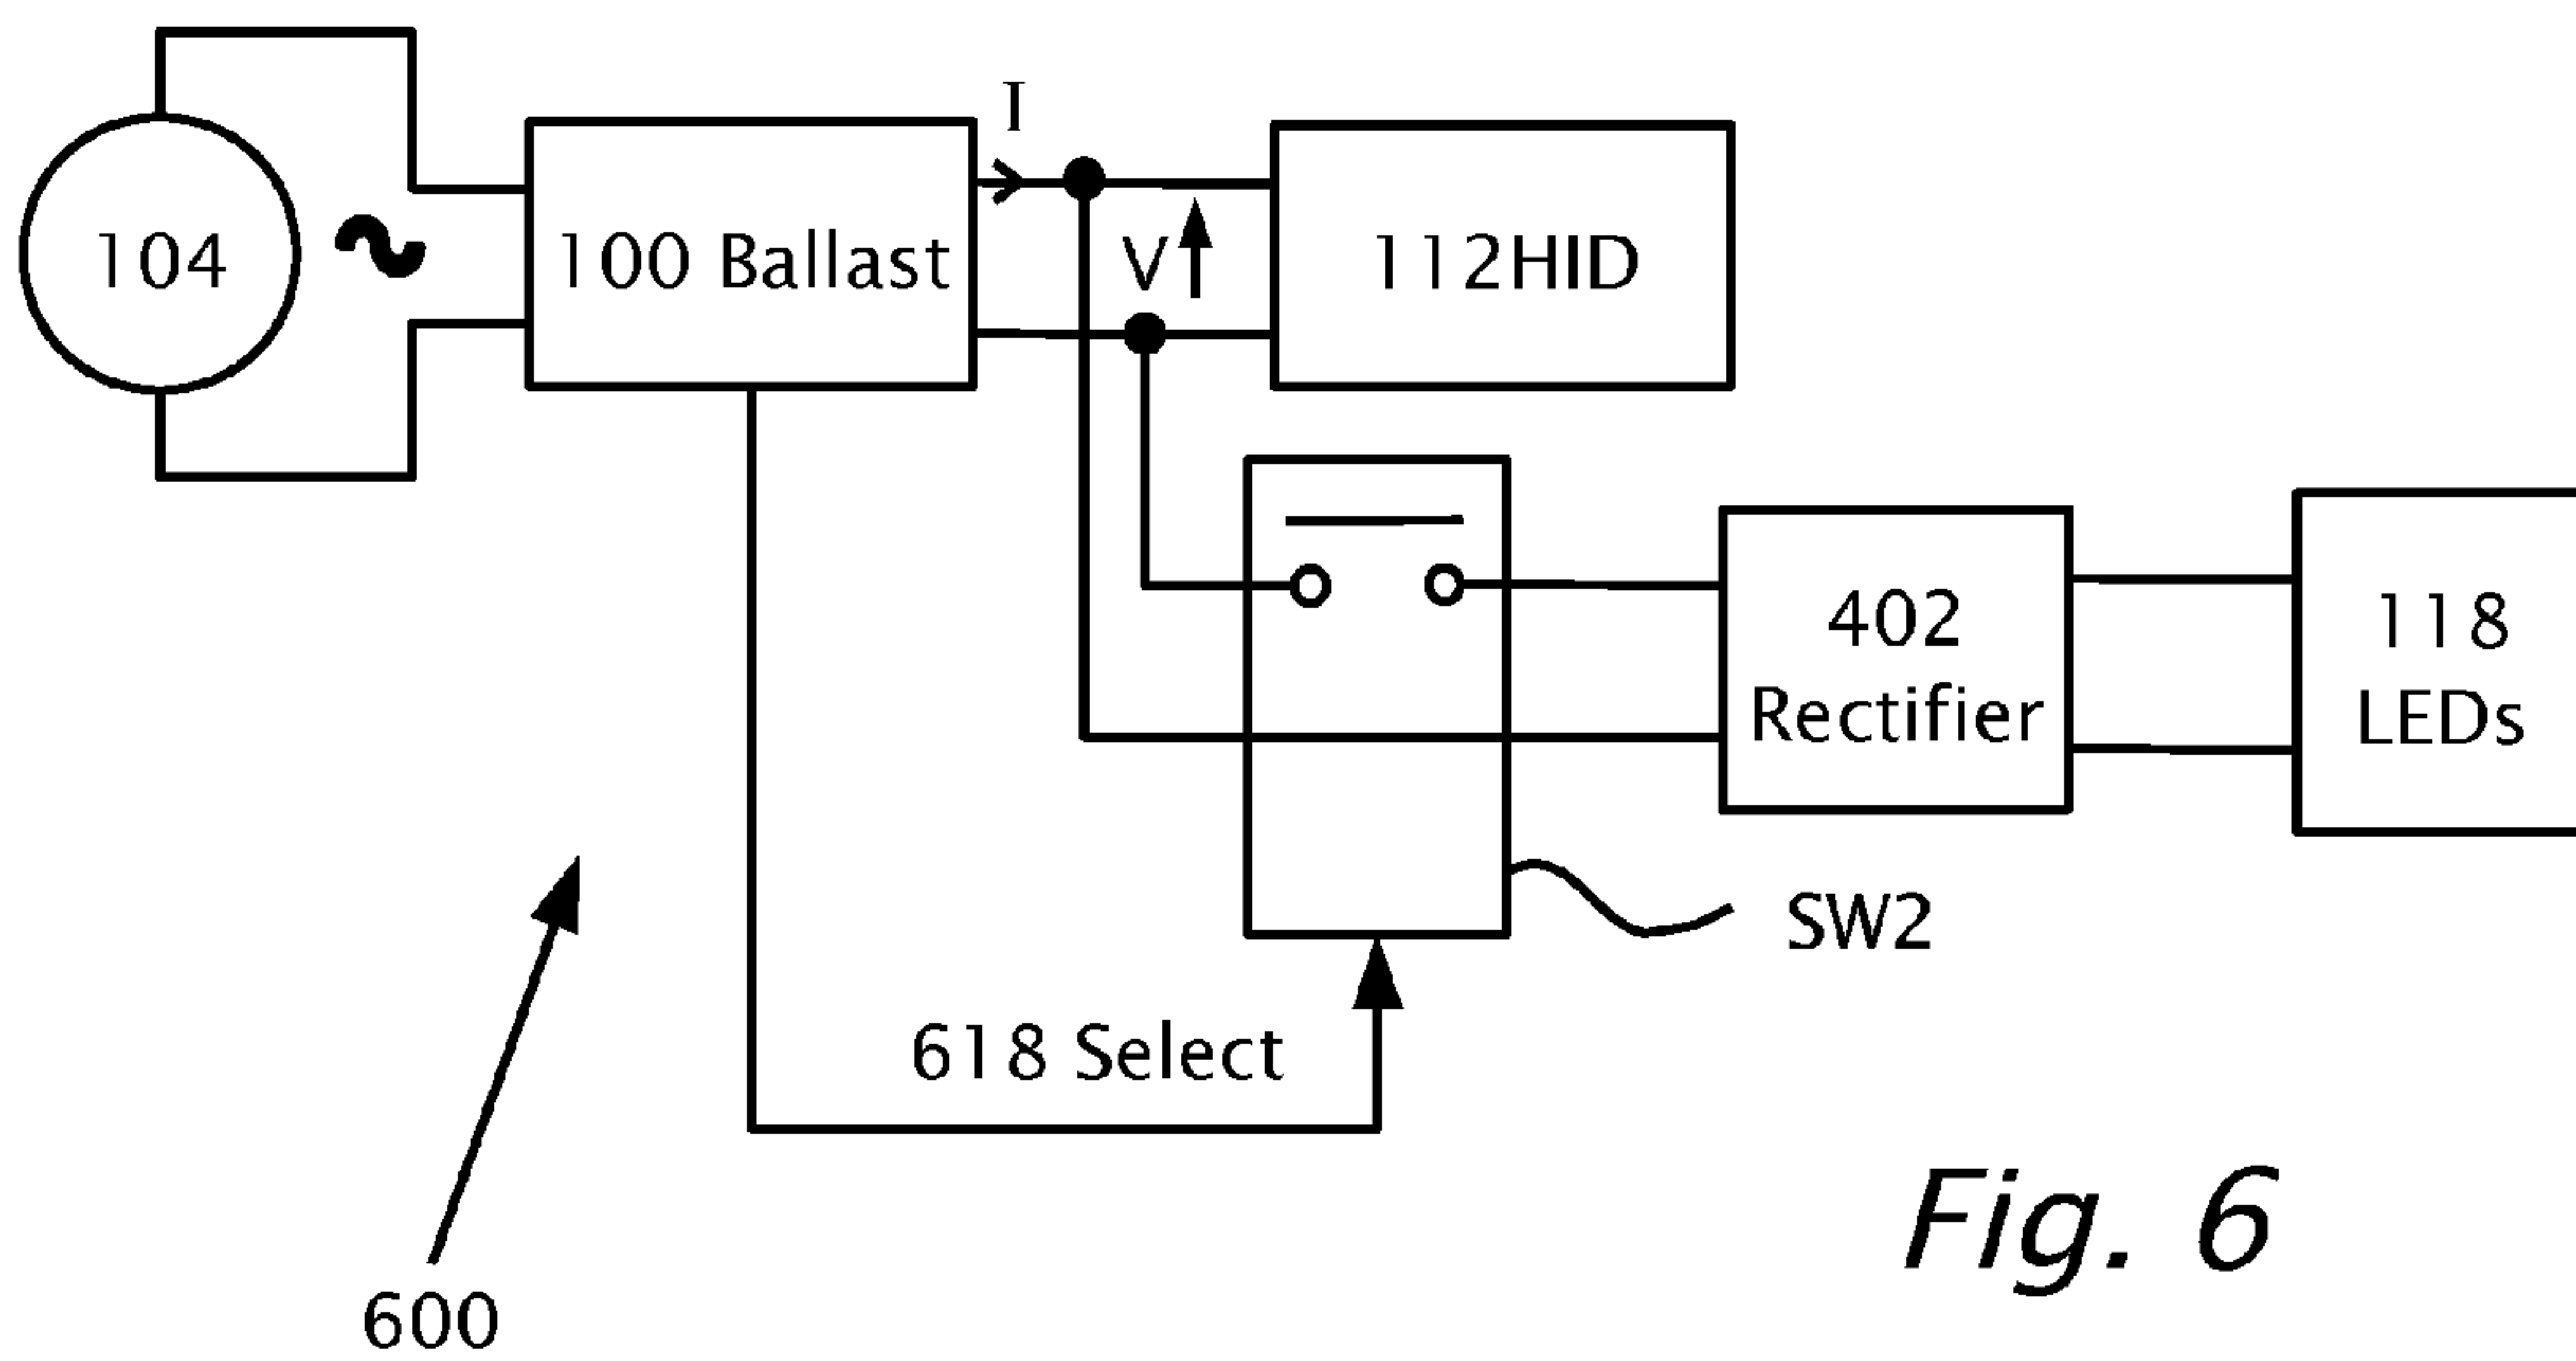 I
104
100 Ballast
V
112HID
402
Rectifier
118
LEDs
SW2
618 Select
600
Fig. 6